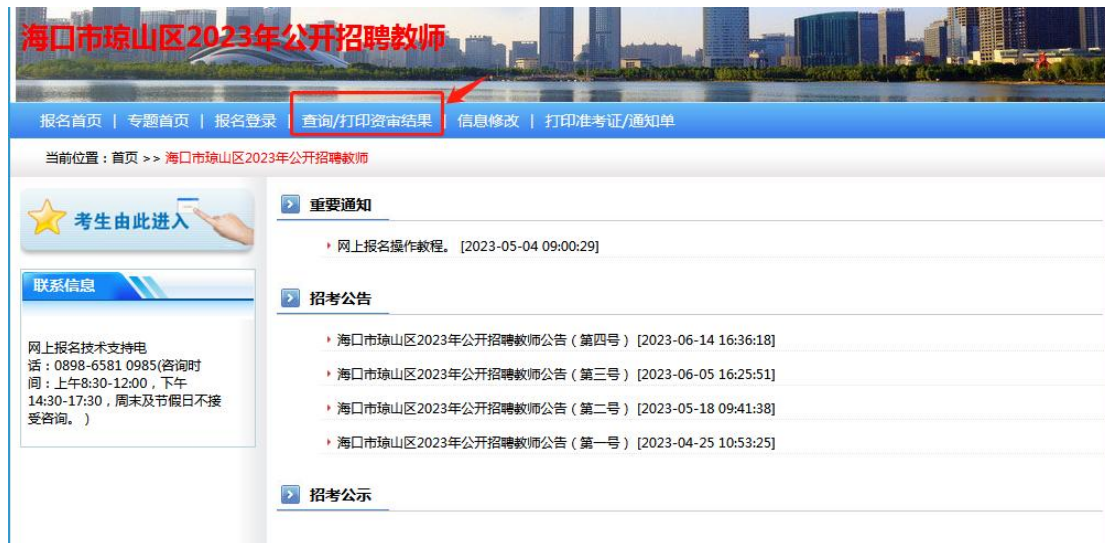 海口市琼山区2023年公开招聘教师
报名首页 | 专题首页 | 报名登录 | 查询/打印资审结果 | 信息修改 | 打印准考证/通知单
当前位置：首页 >> 海口市琼山区2023年公开招聘教师
考生由此进入
联系信息
网上报名技术支持电
话：0898-6581 0985(咨询时
间：上午8:30-12:00，下午
14:30-17:30，周末及节假日不接
受咨询。）
重要通知
网上报名操作教程。 [2023-05-04 09:00:29]
招考公告
海口市琼山区2023年公开招聘教师公告（第四号） [2023-06-14 16:36:18]
海口市琼山区2023年公开招聘教师公告（第三号） [2023-06-05 16:25:51]
海口市琼山区2023年公开招聘教师公告（第二号） [2023-05-18 09:41:38]
海口市琼山区2023年公开招聘教师公告（第一号） [2023-04-25 10:53:25]
招考公示